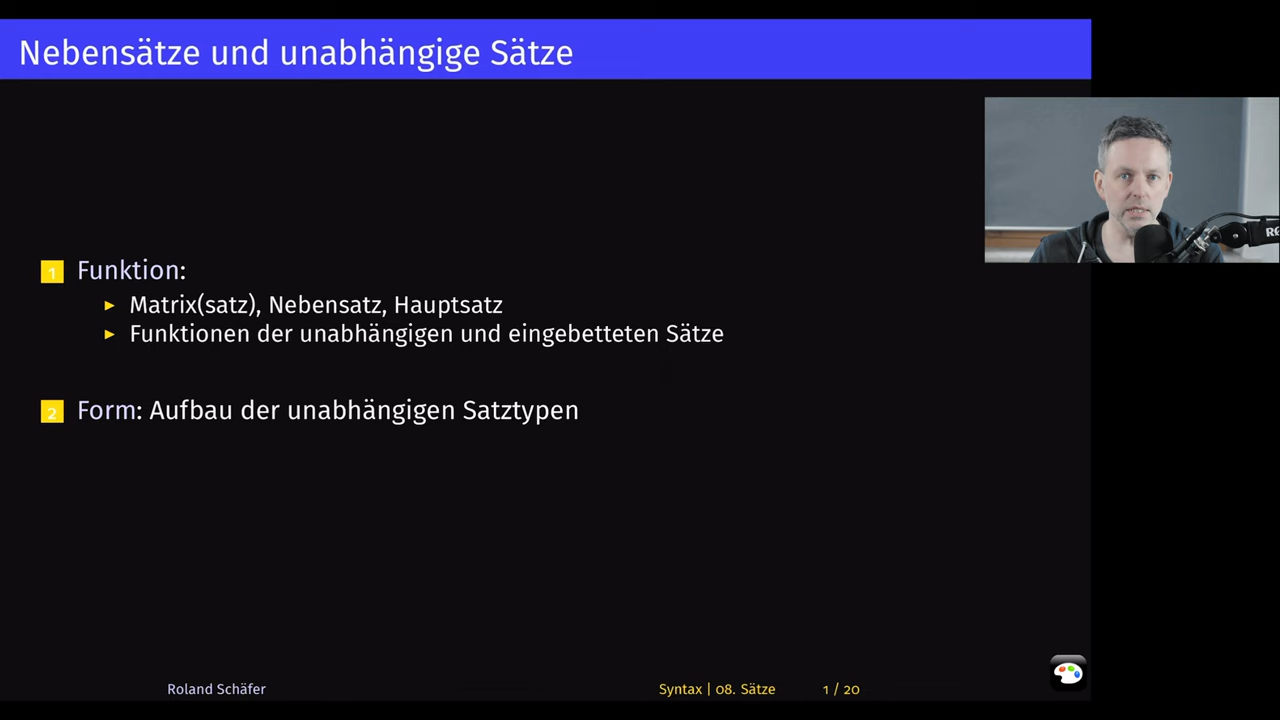 Nebensätze und unabhängige Sätze
1 Funktion:
▶ Matrix(satz), Nebensatz, Hauptsatz
▶ Funktionen der unabhängigen und eingebetteten Sätze
2 Form: Aufbau der unabhängigen Satztypen
Roland Schäfer
Syntax | 08. Sätze
1 / 20